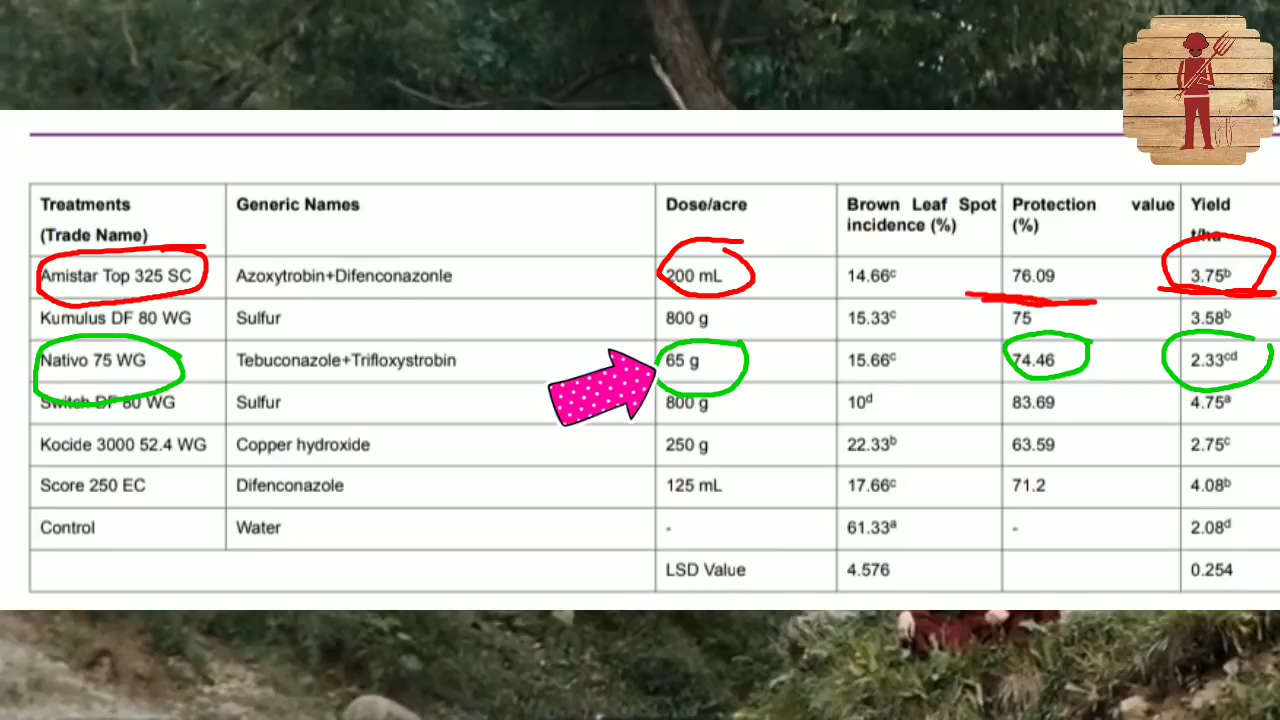 Treatments (Trade Name) Generic Names Dose/acre Brown Leaf Spot incidence (%) Protection value (%) Yield t/ha
Amistar Top 325 SC Azoxytrobin+Difenconazonle 200 mL 14.66ᶜ 76.09 3.75ᵇ
Kumulus DF 80 WG Sulfur 800 g 15.33ᶜ 75 3.58ᵇ
Nativo 75 WG Tebuconazole+Trifloxystrobin 65 g 15.66ᶜ 74.46 2.33ᶜᵈ
Switch DF 80 WG Sulfur 800 g 10ᵈ 83.69 4.75ᵃ
Kocide 3000 52.4 WG Copper hydroxide 250 g 22.33ᵇ 63.59 2.75ᶜ
Score 250 EC Difenconazole 125 mL 17.66ᶜ 71.2 4.08ᵇ
Control Water - 61.33ᵃ - 2.08ᵈ
LSD Value 4.576 0.254